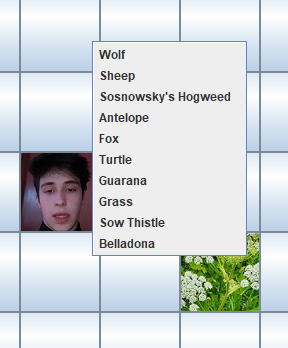 Wolf
Sheep
Sosnowsky's Hogweed
Antelope
Fox
Turtle
Guarana
Grass
Sow Thistle
Belladona